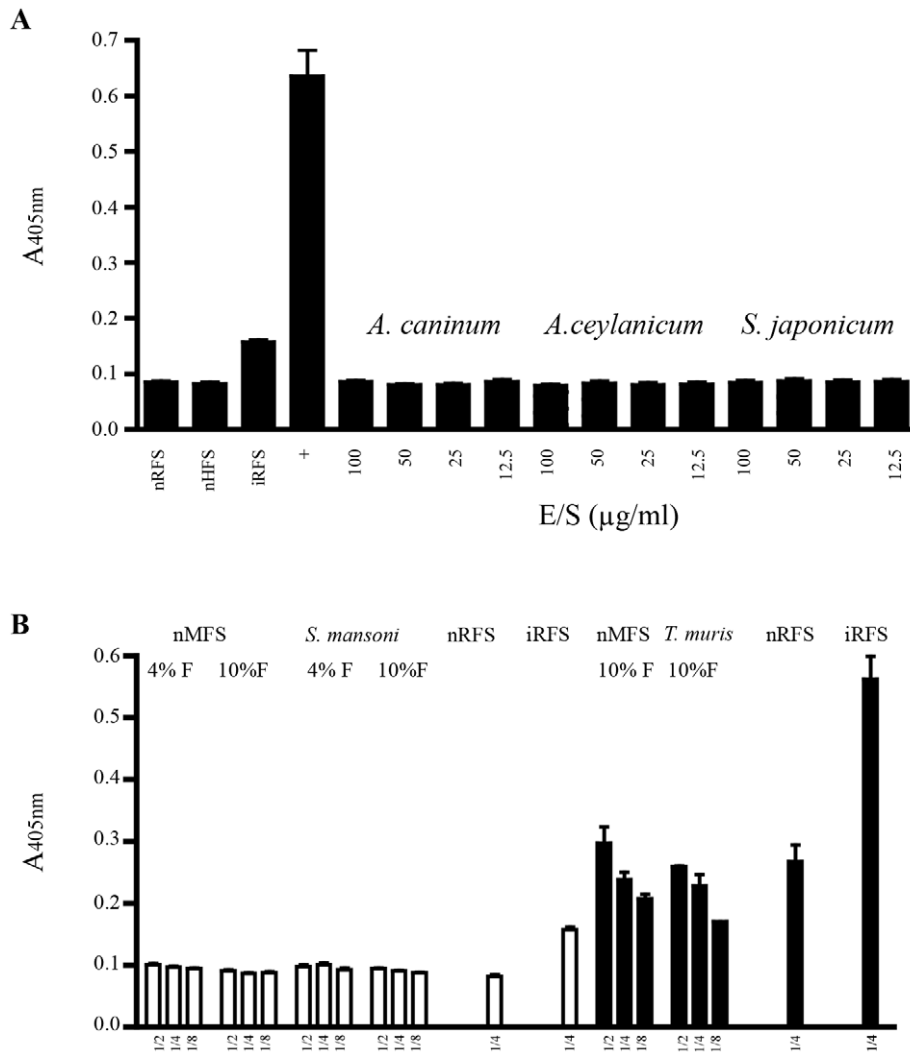 A
0.7
0.6
0.5
0.4
0.3
0.2
0.1
0.0
A405nm
A. caninum A.ceylanicum S. japonicum
nRFS nHFS iRFS + 100 50 25 12.5 100 50 25 12.5 100 50 25 12.5
E/S (µg/ml)
B
nMFS S. mansoni nRFS iRFS nMFS T. muris nRFS iRFS
4% F 10%F 4% F 10%F 10% F 10%F
0.6
0.5
0.4
0.3
0.2
0.1
0.0
A405nm
1/2 1/4 1/8 1/2 1/4 1/8 1/2 1/4 1/8 1/2 1/4 1/8 1/4 1/4 1/2 1/4 1/8 1/2 1/4 1/8 1/4 1/4